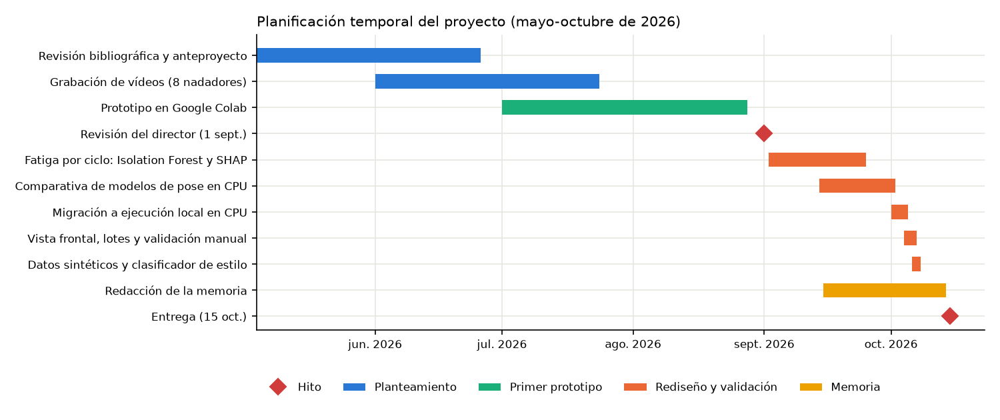 Planificación temporal del proyecto (mayo-octubre de 2026)
Revisión bibliográfica y anteproyecto
Grabación de vídeos (8 nadadores)
Prototipo en Google Colab
Revisión del director (1 sept.)
Fatiga por ciclo: Isolation Forest y SHAP
Comparativa de modelos de pose en CPU
Migración a ejecución local en CPU
Vista frontal, lotes y validación manual
Datos sintéticos y clasificador de estilo
Redacción de la memoria
Entrega (15 oct.)
jun. 2026 jul. 2026 ago. 2026 sept. 2026 oct. 2026
Hito Planteamiento Primer prototipo Rediseño y validación Memoria